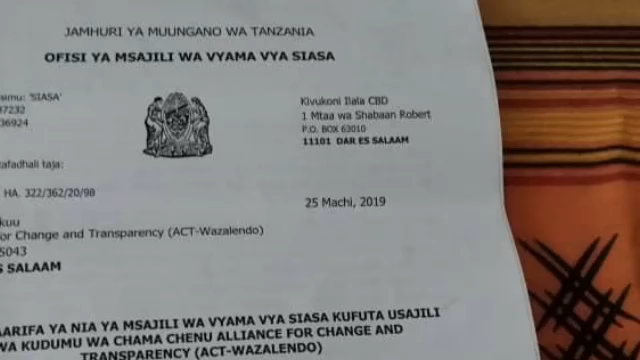 JAMHURI YA MUUNGANO WA TANZANIA
OFISI YA MSAJILI WA VYAMA VYA SIASA
simu: 'SIASA'
37232
36924
Kivukoni Ilala CBD
1 Mtaa wa Shabaan Robert
P.O. BOX 63010
11101 DAR ES SALAAM
afadhali taja:
HA. 322/362/20/98
25 Machi, 2019
kuu
or Change and Transparency (ACT-Wazalendo)
5043
S SALAAM
AARIFA YA NIA YA MSAJILI WA VYAMA VYA SIASA KUFUTA USAJILI
WA KUDUMU WA CHAMA CHENU ALLIANCE FOR CHANGE AND
TRANSPARENCY (ACT-WAZALENDO)